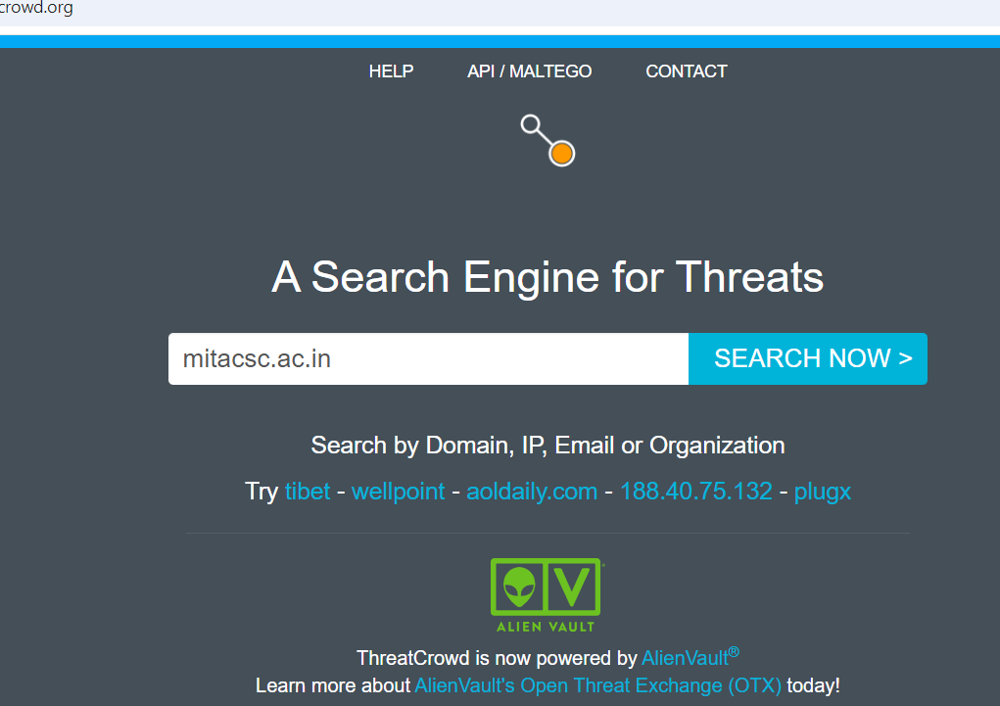 crowd.org
HELP API / MALTEGO CONTACT
A Search Engine for Threats
mitacsc.ac.in SEARCH NOW >
Search by Domain, IP, Email or Organization
Try tibet - wellpoint - aoldaily.com - 188.40.75.132 - plugx
V
ALIEN VAULT
ThreatCrowd is now powered by AlienVault®
Learn more about AlienVault's Open Threat Exchange (OTX) today!